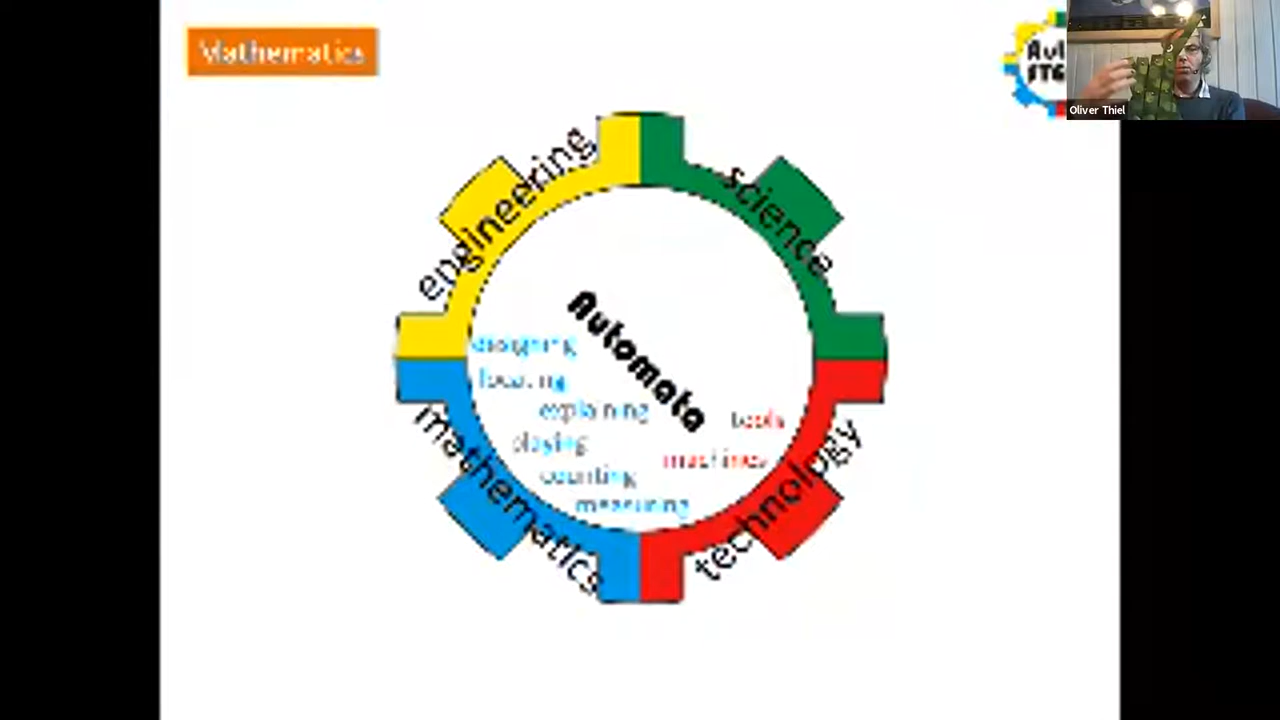 Mathematics
Oliver Thiel
engineering
science
Automata
designing
locating
explaining
tools
playing
machines
counting
measuring
mathematics
technology